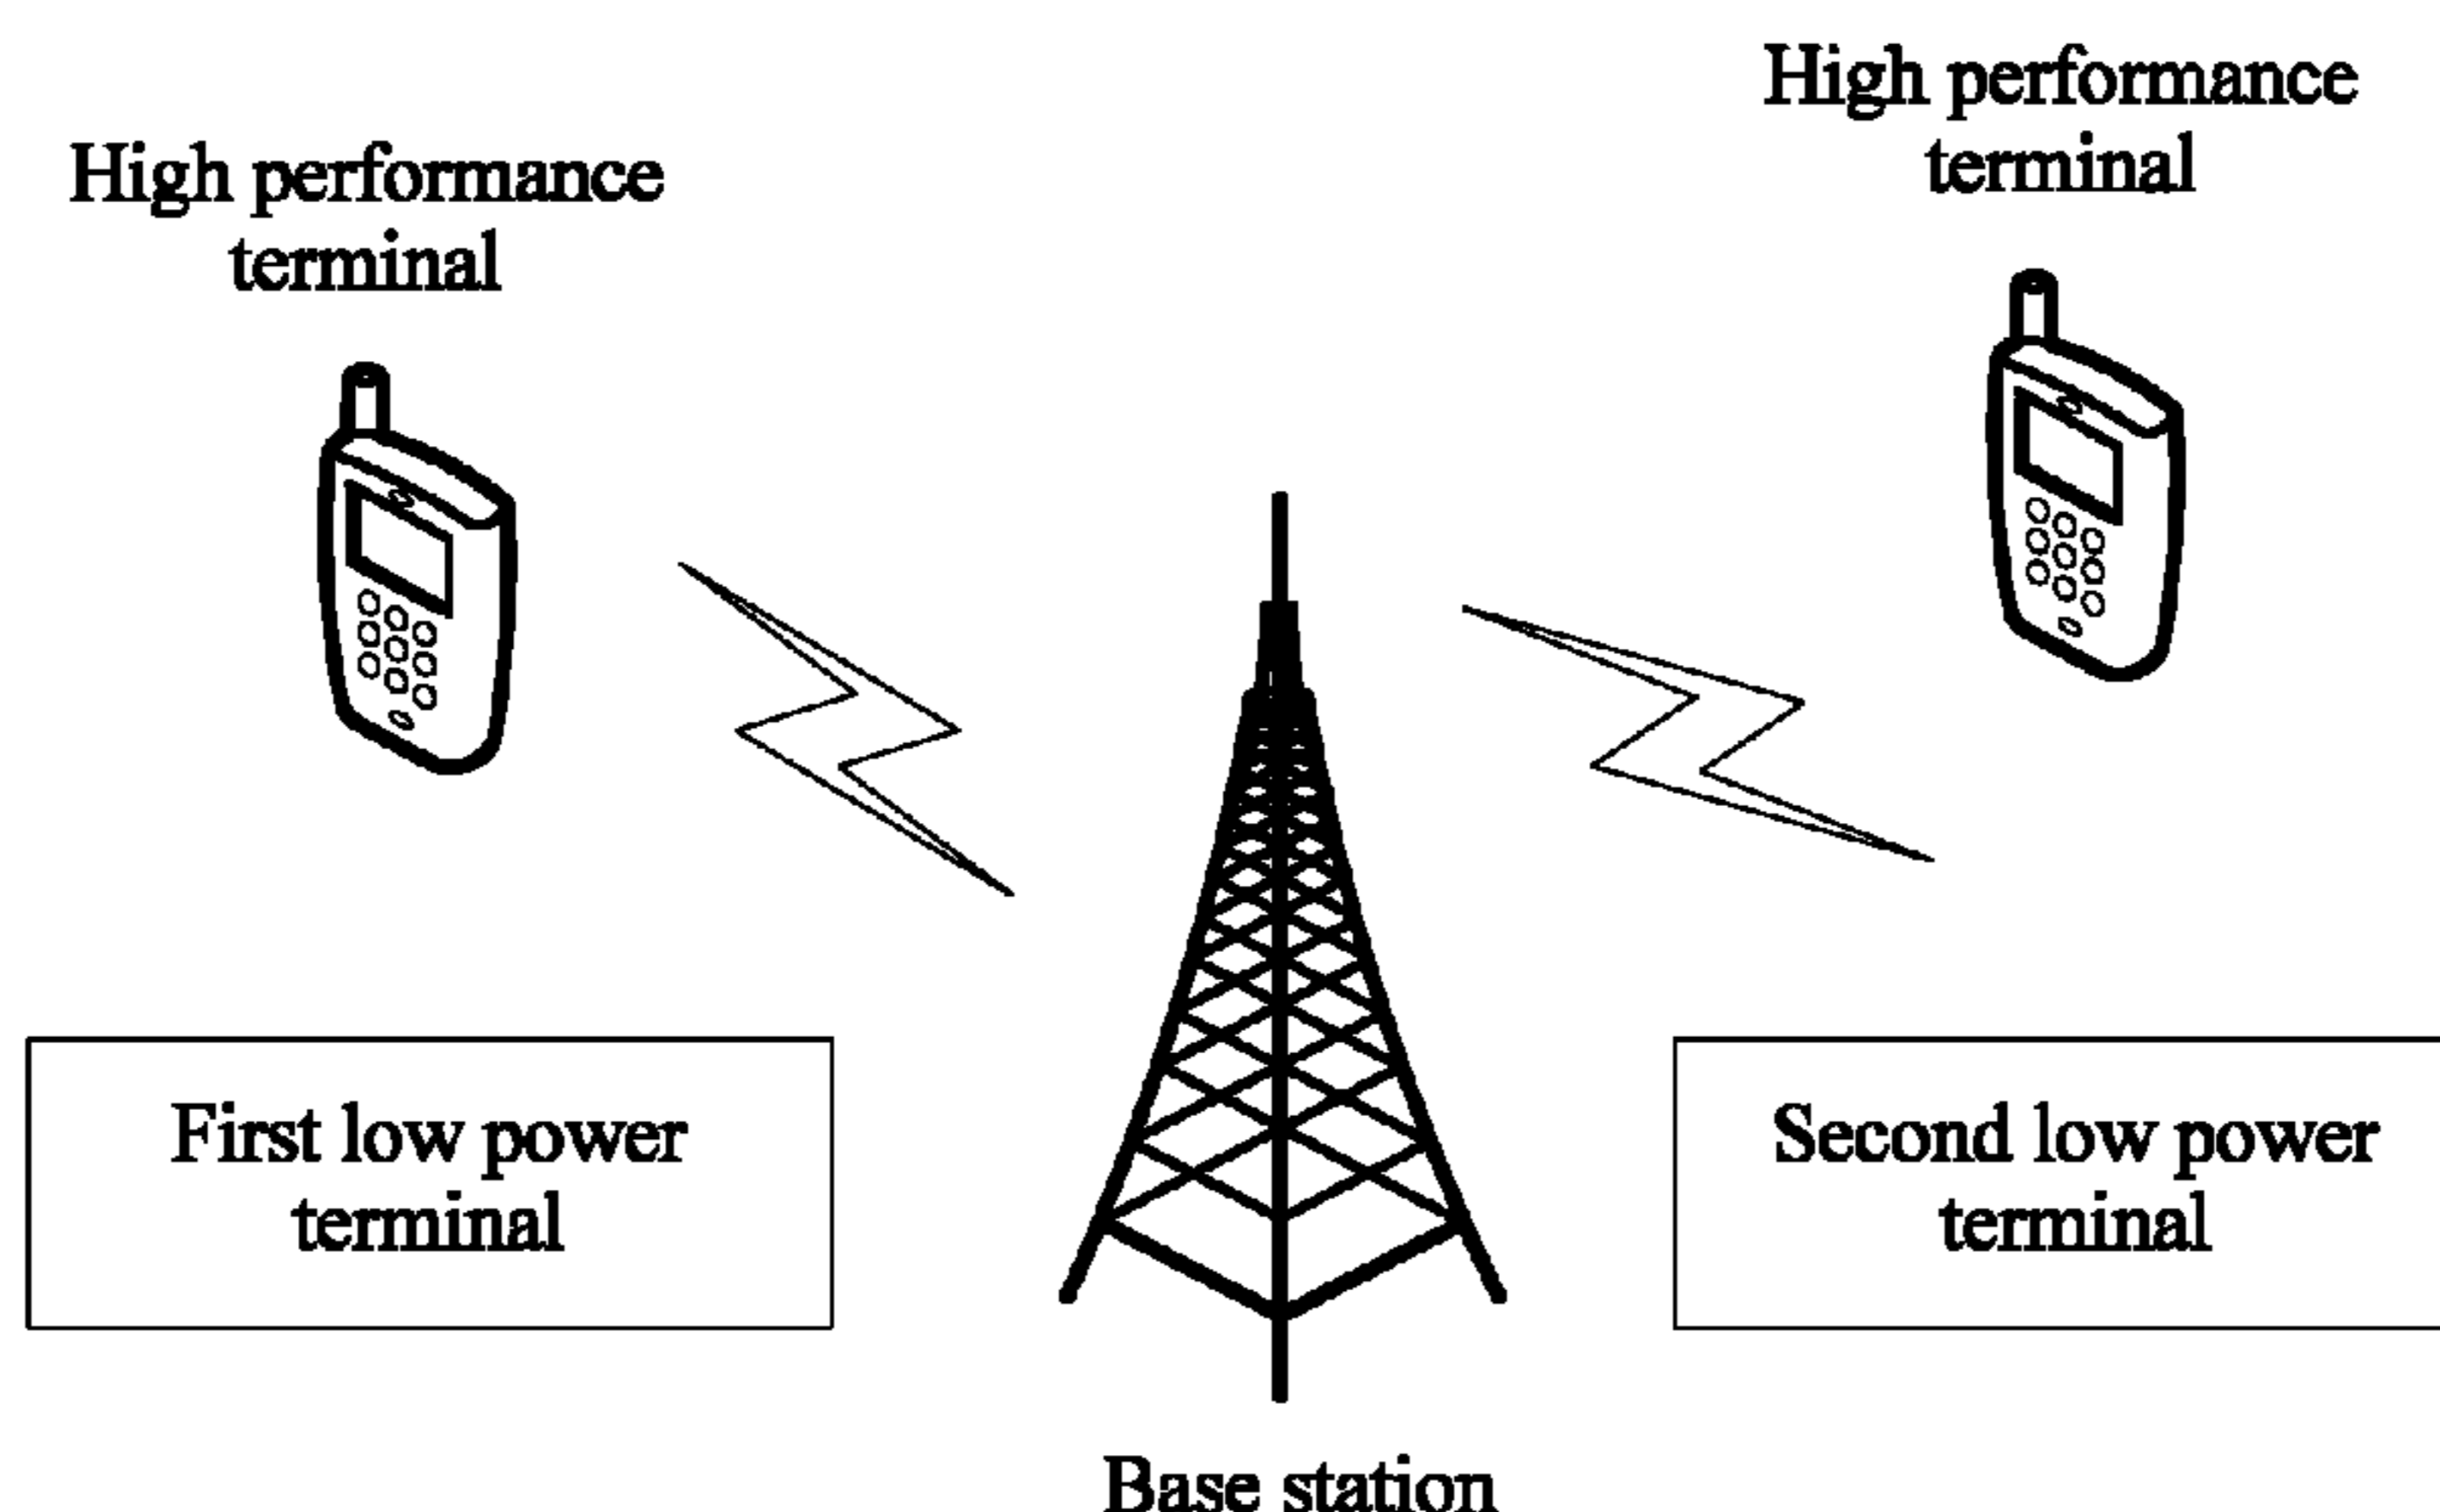 High performance
terminal
High performance
terminal
First low power
terminal
Second low power
terminal
Base station